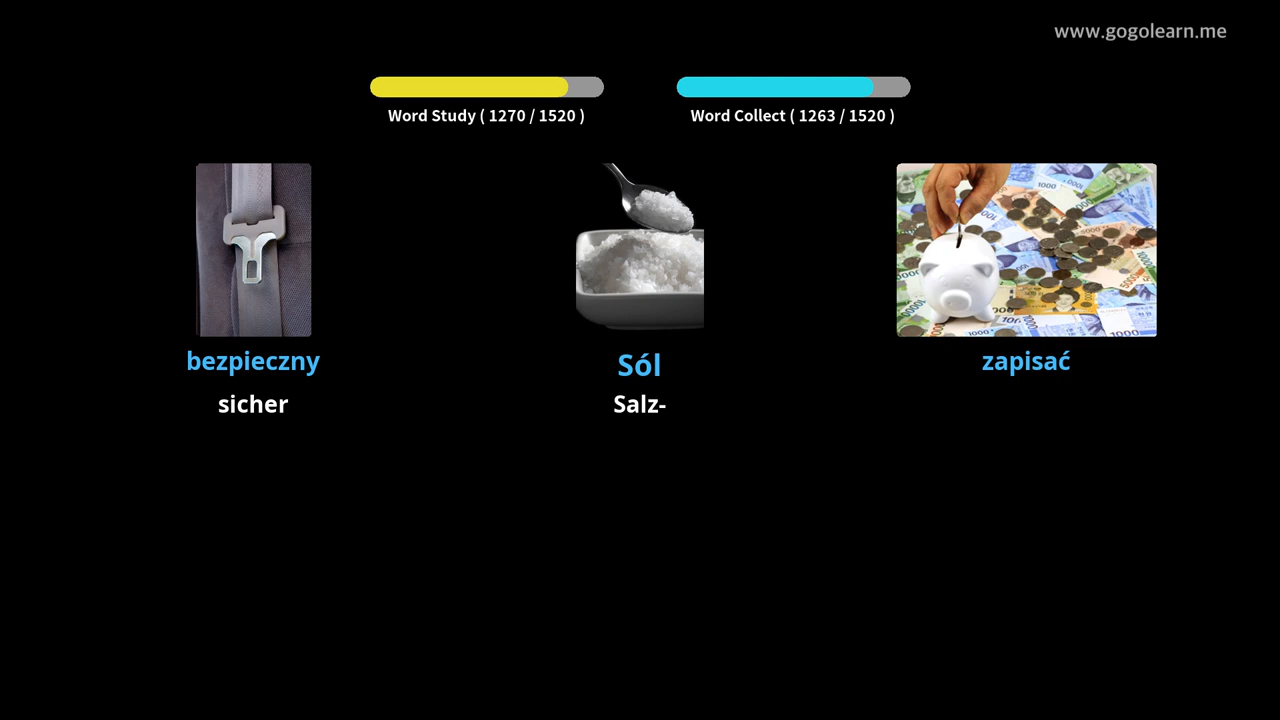 www.gogolearn.me
Word Study ( 1270 / 1520 )
Word Collect ( 1263 / 1520 )
bezpieczny
Sól
zapisać
sicher
Salz-